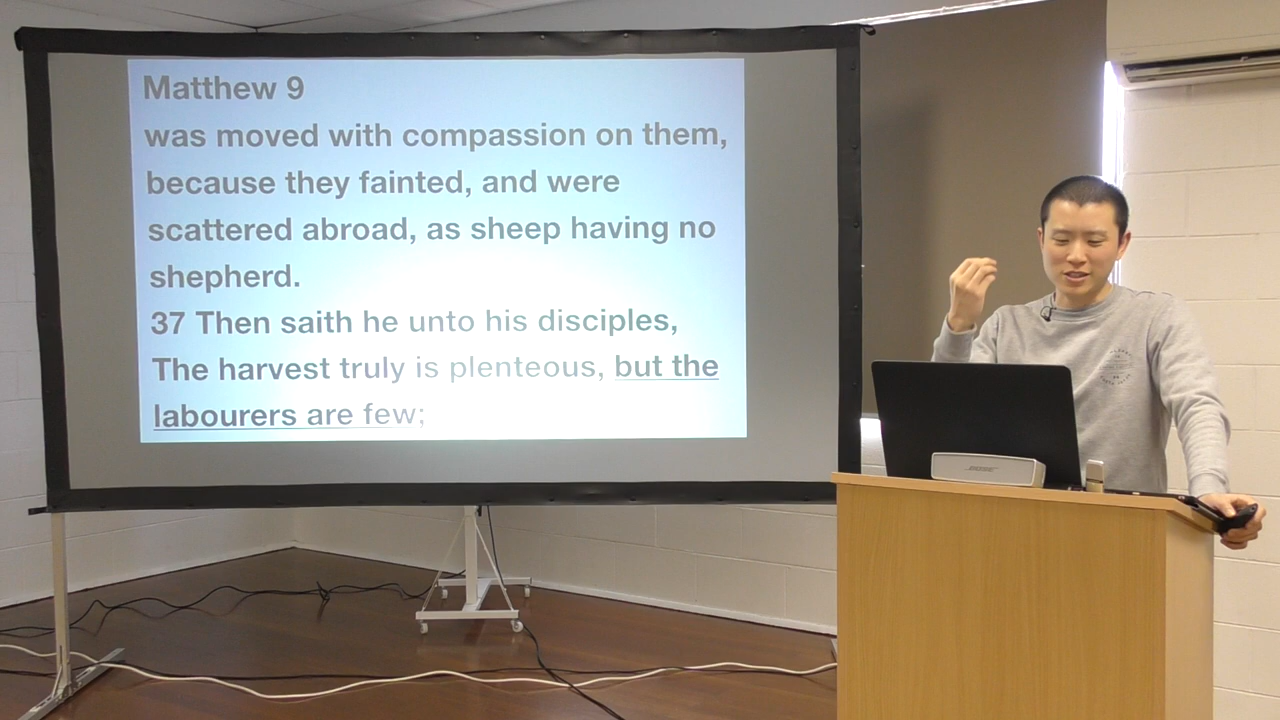 Matthew 9
was moved with compassion on them,
because they fainted, and were
scattered abroad, as sheep having no
shepherd.
37 Then saith he unto his disciples,
The harvest truly is plenteous, but the
labourers are few;